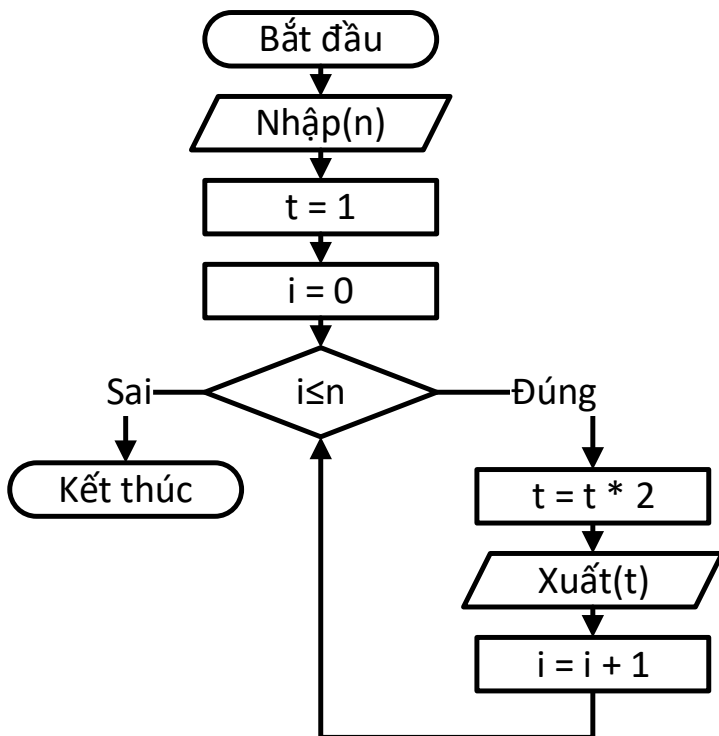 Bắt đầu
Nhập(n)
t = 1
i = 0
Sai
i≤n
Đúng
Kết thúc
t = t * 2
Xuất(t)
i = i + 1